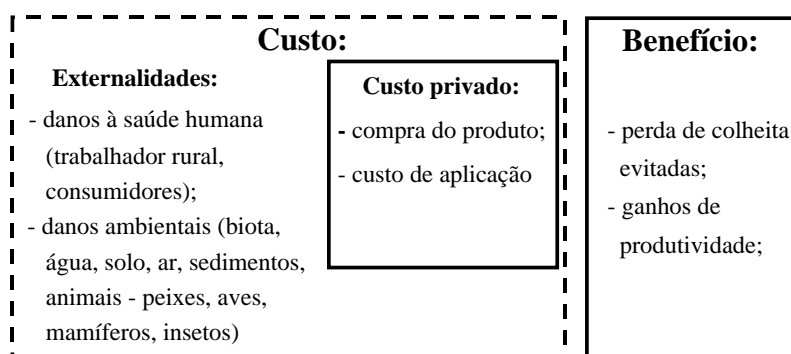 Custo:
Externalidades:
- danos à saúde humana
(trabalhador rural,
consumidores);
- danos ambientais (biota,
água, solo, ar, sedimentos,
animais - peixes, aves,
mamíferos, insetos)
Custo privado:
- compra do produto;
- custo de aplicação
Benefício:
- perda de colheita
evitadas;
- ganhos de
produtividade;